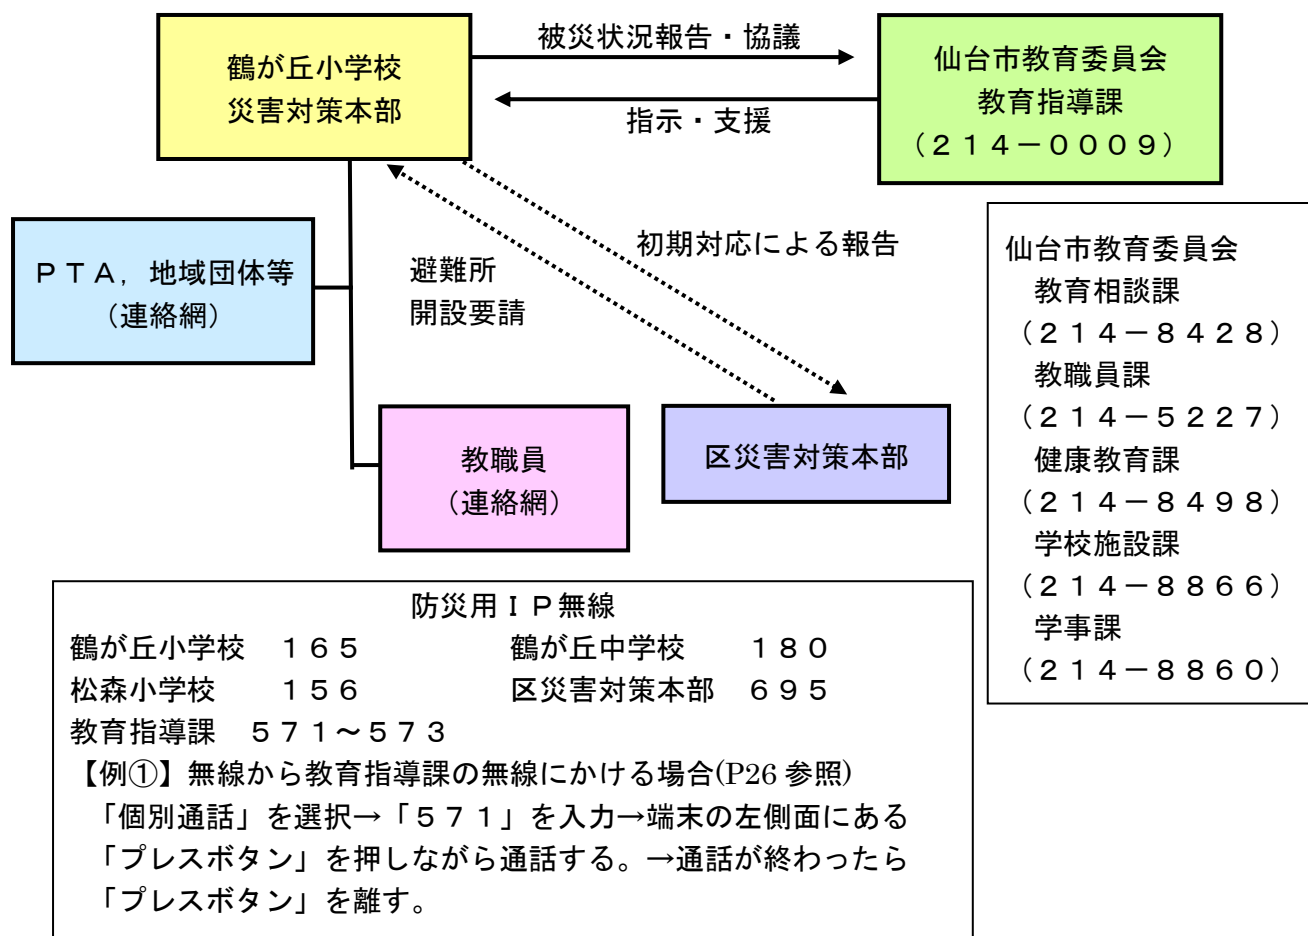 鶴が丘小学校
災害対策本部
被災状況報告・協議
指示・支援
仙台市教育委員会
教育指導課
（２１４－０００９）
ＰＴＡ，地域団体等
（連絡網）
避難所
開設要請
初期対応による報告
教職員
（連絡網）
区災害対策本部
仙台市教育委員会
教育相談課
（２１４－８４２８）
教職員課
（２１４－５２２７）
健康教育課
（２１４－８４９８）
学校施設課
（２１４－８８６６）
学事課
（２１４－８８６０）
防災用ＩＰ無線
鶴が丘小学校　１６５　鶴が丘中学校　１８０
松森小学校　１５６　区災害対策本部　６９５
教育指導課　５７１～５７３
【例①】無線から教育指導課の無線にかける場合(P26 参照)
「個別通話」を選択→「５７１」を入力→端末の左側面にある
「プレスボタン」を押しながら通話する。→通話が終わったら
「プレスボタン」を離す。